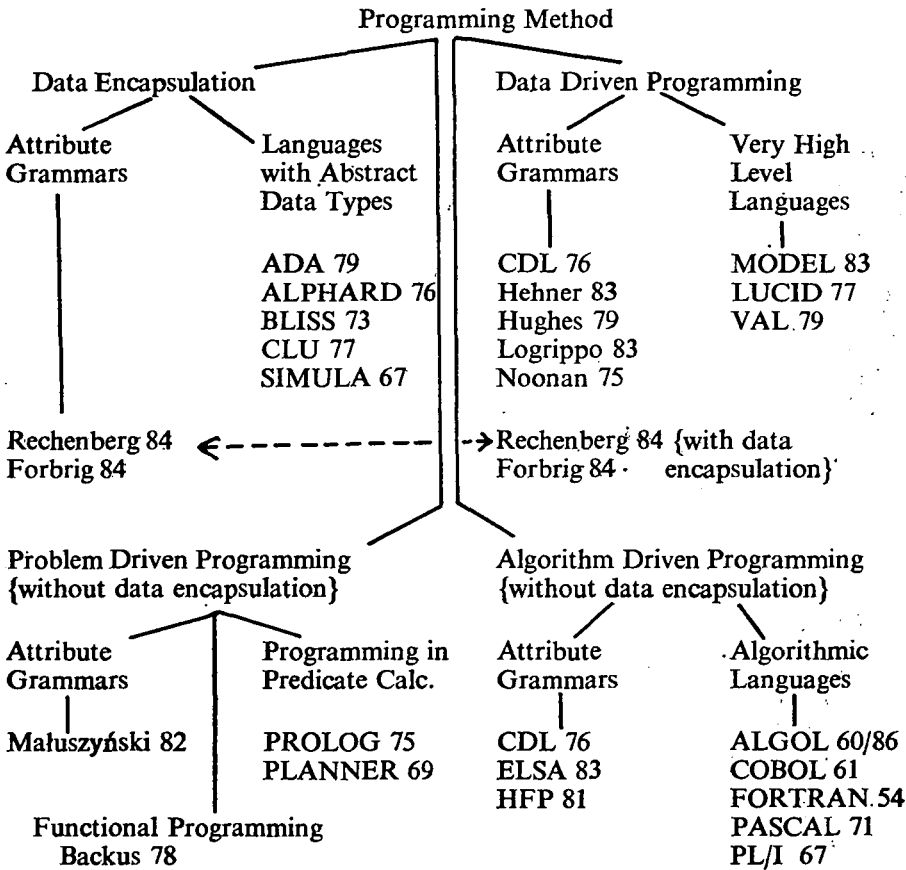 Programming Method
Data Encapsulation
Attribute
Grammars
Languages
with Abstract
Data Types
ADA 79
ALPHARD 76
BLISS 73
CLU 77
SIMULA 67
Rechenberg 84
Forbrig 84
Data Driven Programming
Attribute
Grammars
CDL 76
Hehner 83
Hughes 79
Logrippo 83
Noonan 75
Very High
Level
Languages
MODEL 83
LUCID 77
VAL 79
Rechenberg 84 {with data
Forbrig 84 encapsulation}
Problem Driven Programming
{without data encapsulation}
Attribute
Grammars
Małuszyński 82
Programming in
Predicate Calc.
PROLOG 75
PLANNER 69
Functional Programming
Backus 78
Algorithm Driven Programming
{without data encapsulation}
Attribute
Grammars
CDL 76
ELSA 83
HFP 81
Algorithmic
Languages
ALGOL 60/86
COBOL 61
FORTRAN 54
PASCAL 71
PL/I 67